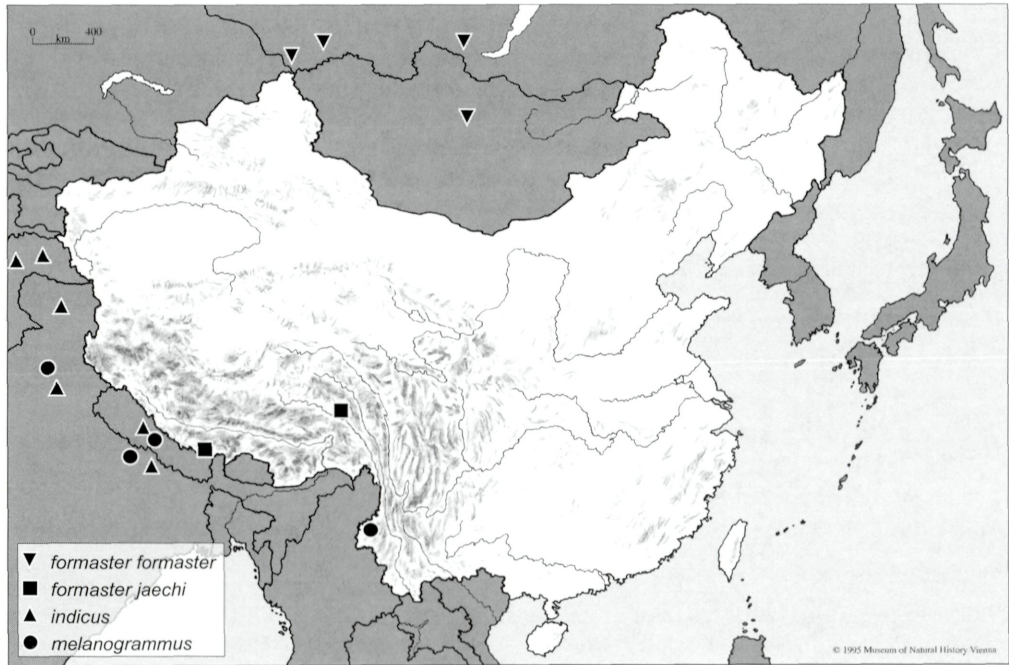 0 400
km
formaster formaster
formaster jaechi
indicus
melanogrammus
© 1995 Museum of Natural History Vienna